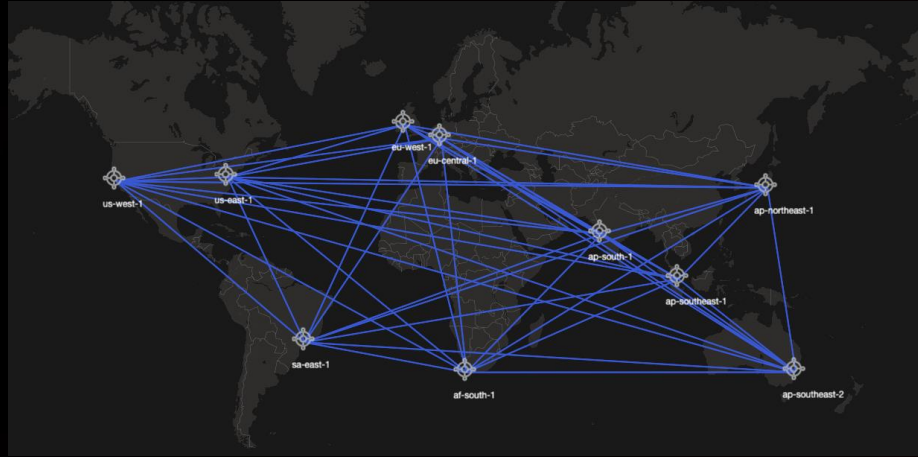 eu-west-1
eu-central-1
us-west-1
us-east-1
ap-northeast-1
ap-south-1
ap-southeast-1
sa-east-1
af-south-1
ap-southeast-2